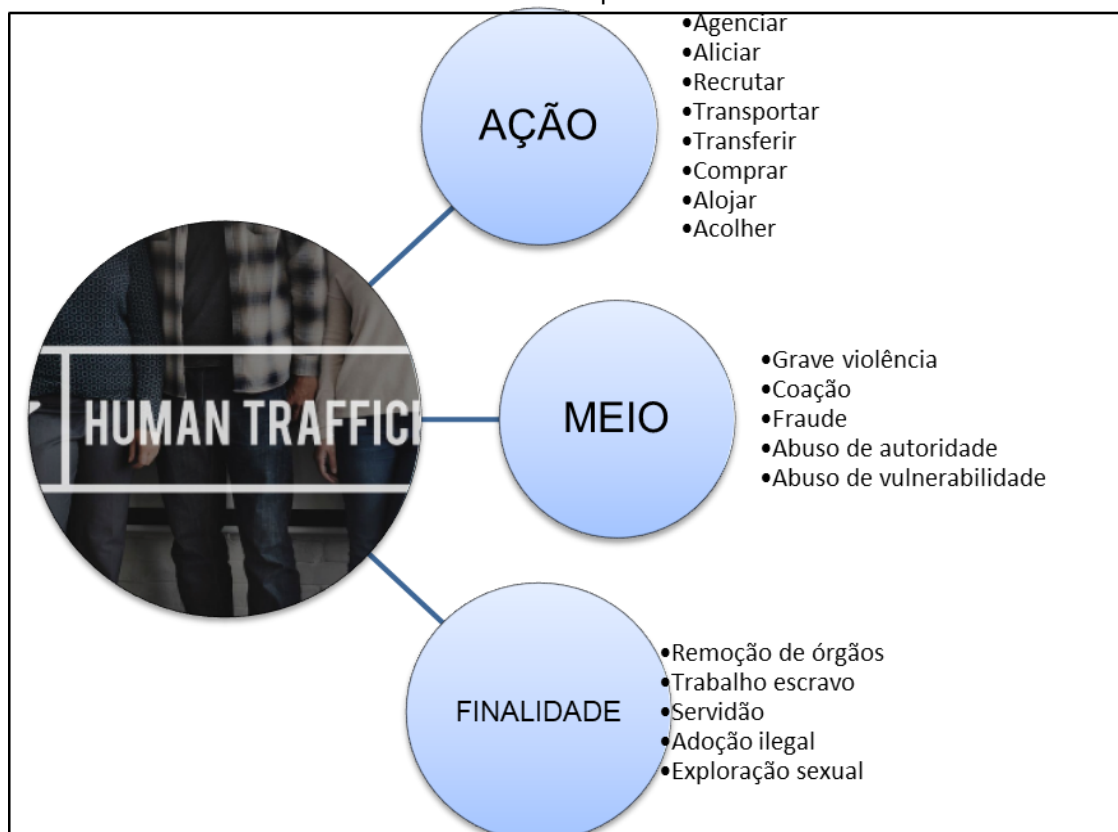 AÇÃO
•Agenciar
•Aliciar
•Recrutar
•Transportar
•Transferir
•Comprar
•Alojar
•Acolher
HUMAN TRAFFICK
MEIO
•Grave violência
•Coação
•Fraude
•Abuso de autoridade
•Abuso de vulnerabilidade
FINALIDADE
•Remoção de órgãos
•Trabalho escravo
•Servidão
•Adoção ilegal
•Exploração sexual